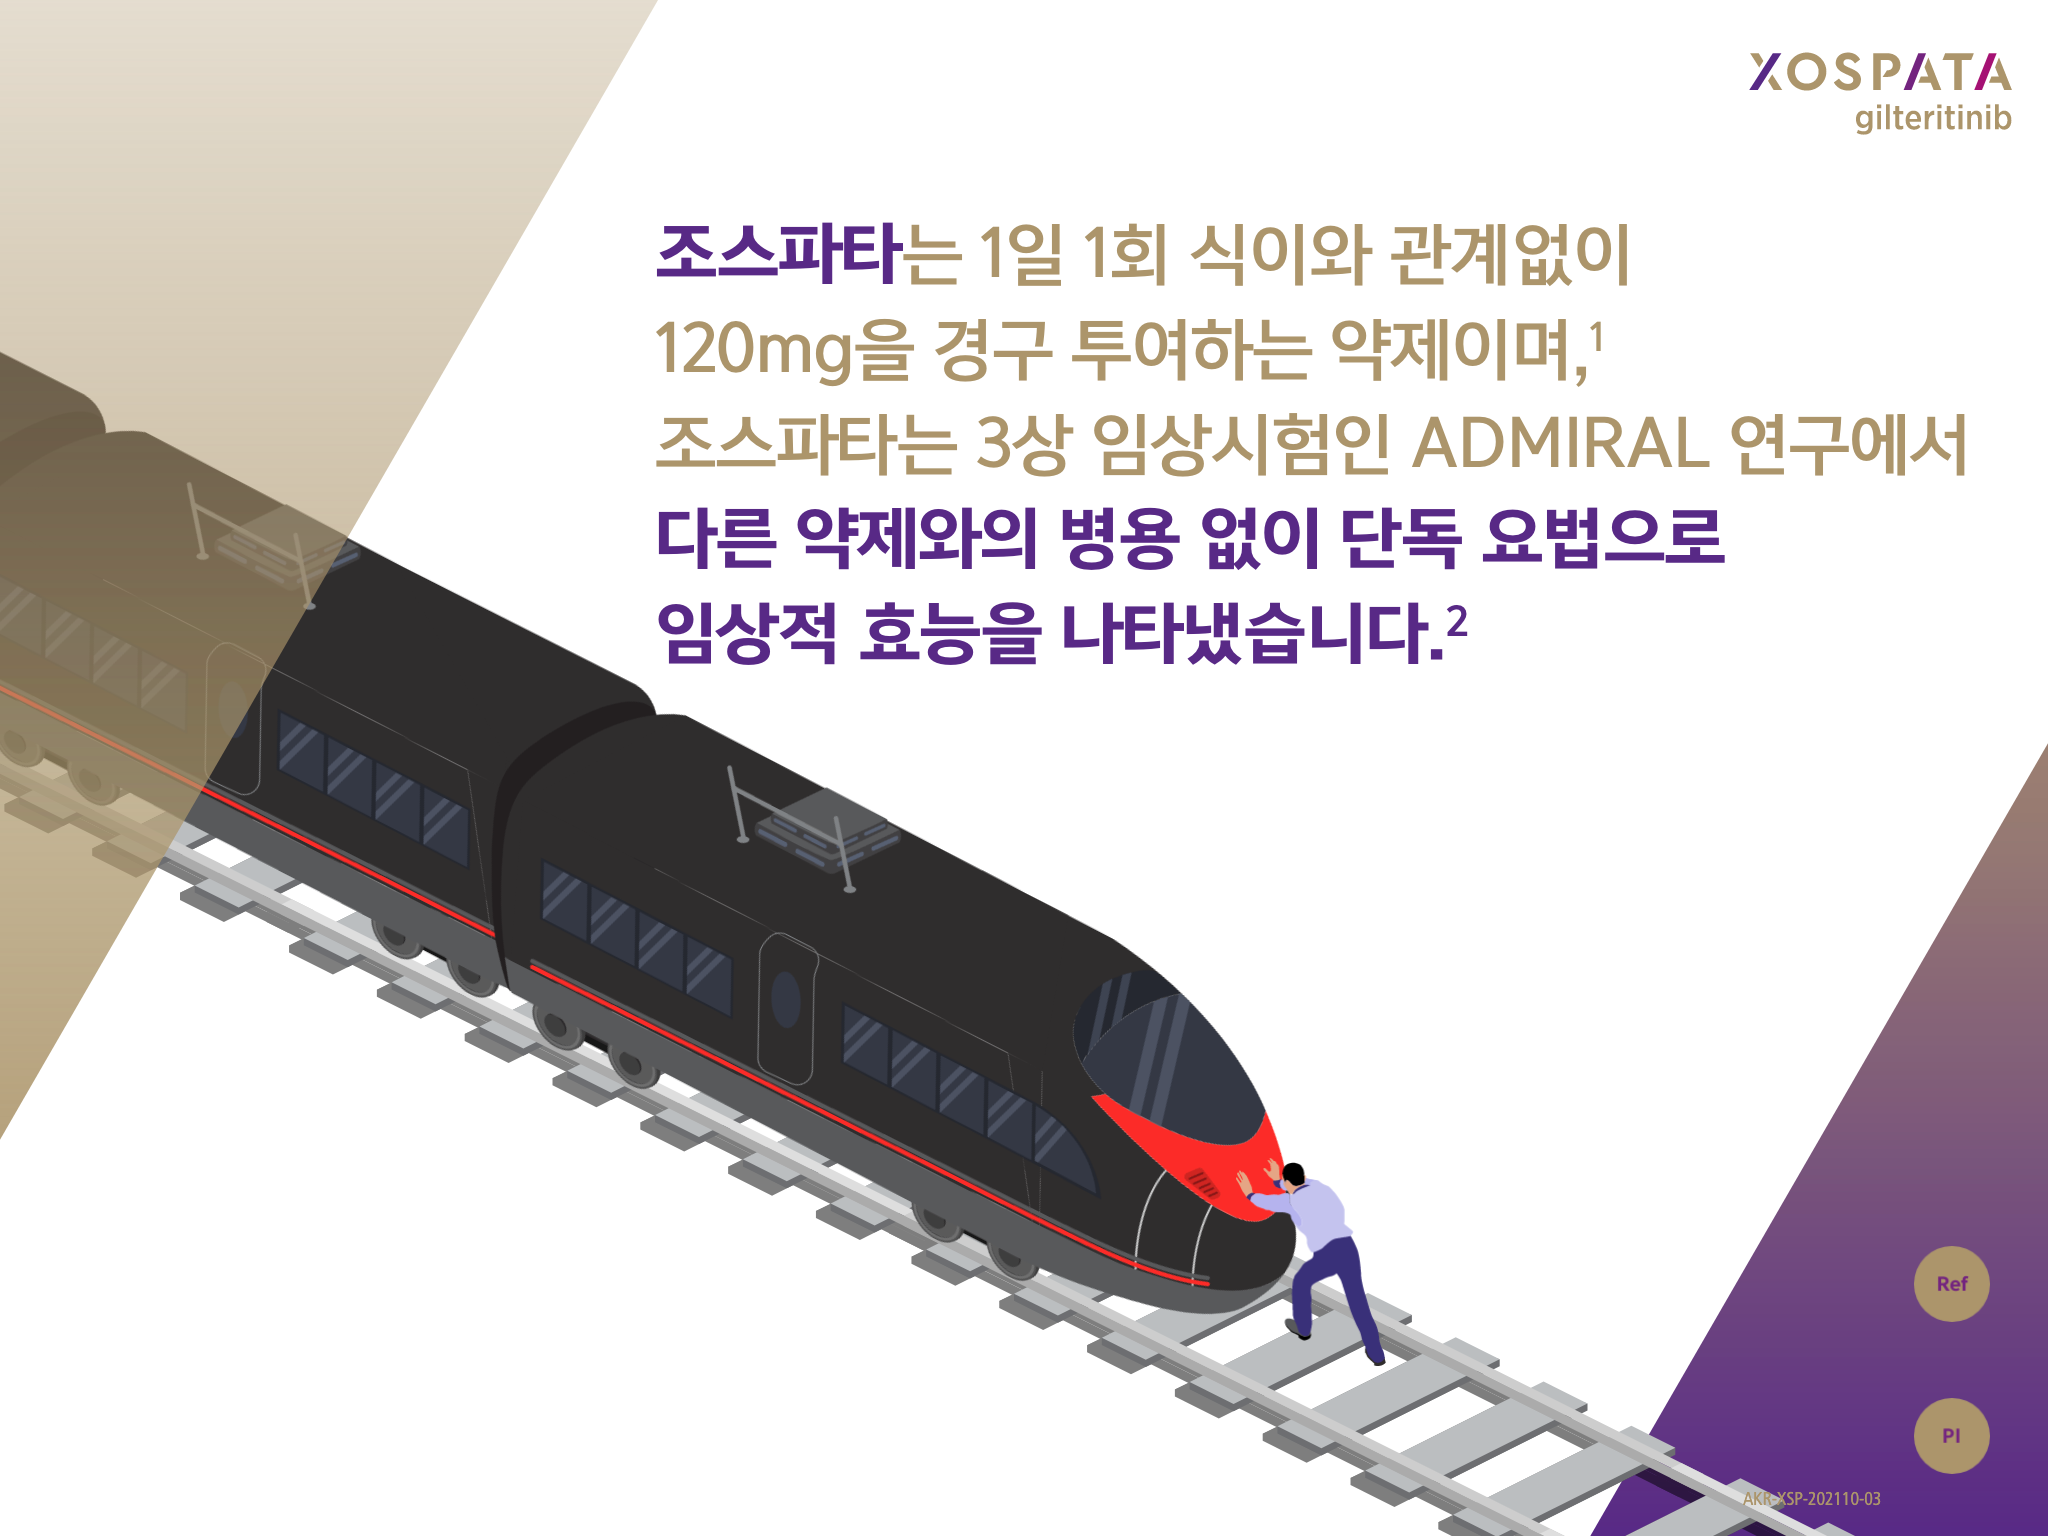 XOSPATA
gilteritinib
조스파타는 1일 1회 식이와 관계없이
120mg을 경구 투여하는 약제이며,1
조스파타는 3상 임상시험인 ADMIRAL 연구에서
다른 약제와의 병용 없이 단독 요법으로
임상적 효능을 나타냈습니다.2
Ref
PI
AKR-XSP-202110-03